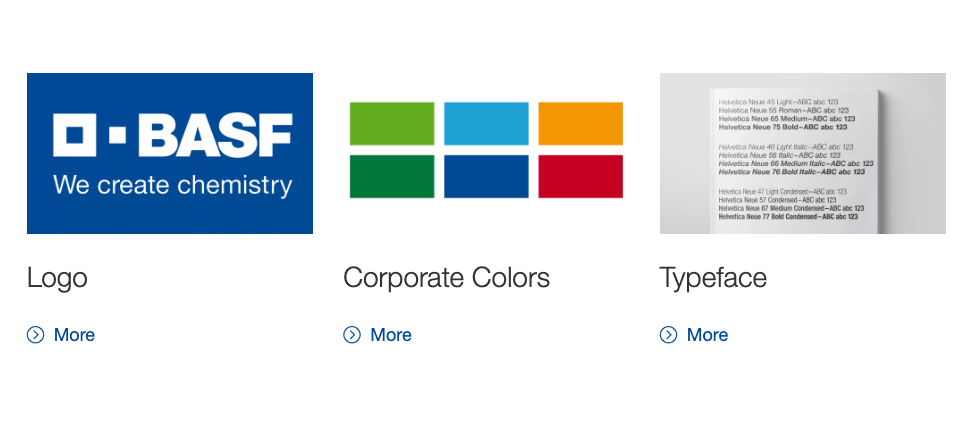 BASF
We create chemistry
Helvetica Neue 45 Light–ABC abc 123
Helvetica Neue 55 Roman–ABC abc 123
Helvetica Neue 65 Medium–ABC abc 123
Helvetica Neue 75 Bold–ABC abc 123
Helvetica Neue 46 Light Italic–ABC abc 123
Helvetica Neue 56 Italic–ABC abc 123
Helvetica Neue 66 Medium Italic–ABC abc 123
Helvetica Neue 76 Bold Italic–ABC abc 123
Helvetica Neue 47 Light Condensed–ABC abc 123
Helvetica Neue 57 Condensed–ABC abc 123
Helvetica Neue 67 Medium Condensed–ABC abc 123
Helvetica Neue 77 Bold Condensed–ABC abc 123
Logo
Corporate Colors
Typeface
More
More
More